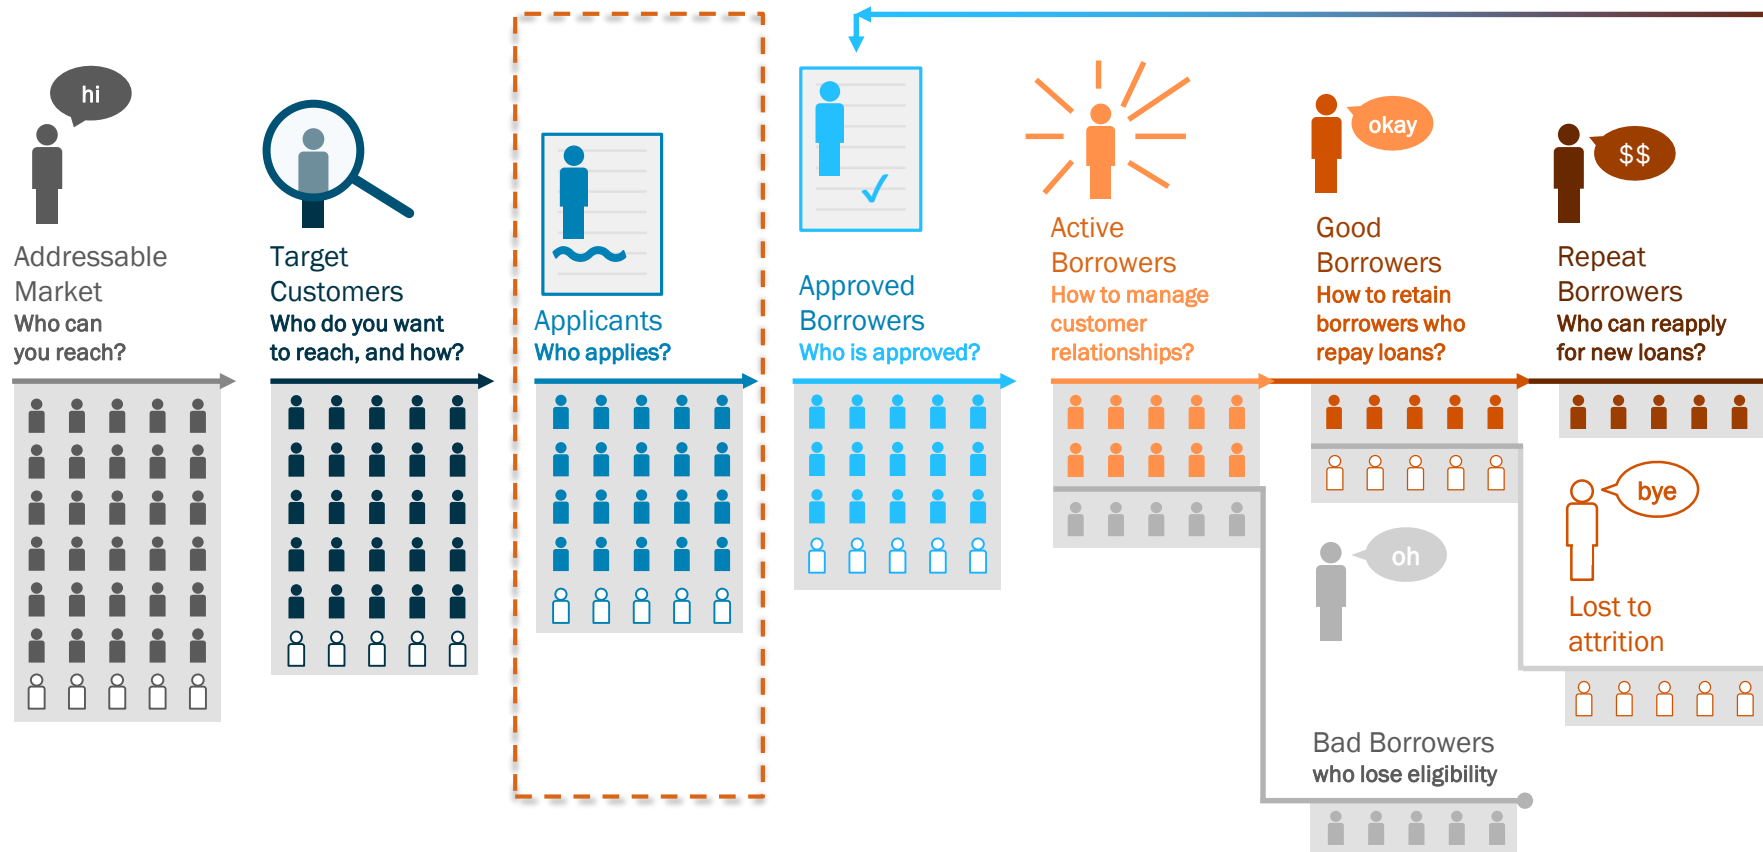 hi
Addressable
Market
Who can
you reach?
Target
Customers
Who do you want
to reach, and how?
Applicants
Who applies?
Approved
Borrowers
Who is approved?
Active
Borrowers
How to manage
customer
relationships?
okay
Good
Borrowers
How to retain
borrowers who
repay loans?
$$
Repeat
Borrowers
Who can reapply
for new loans?
bye
Lost to
attrition
oh
Bad Borrowers
who lose eligibility